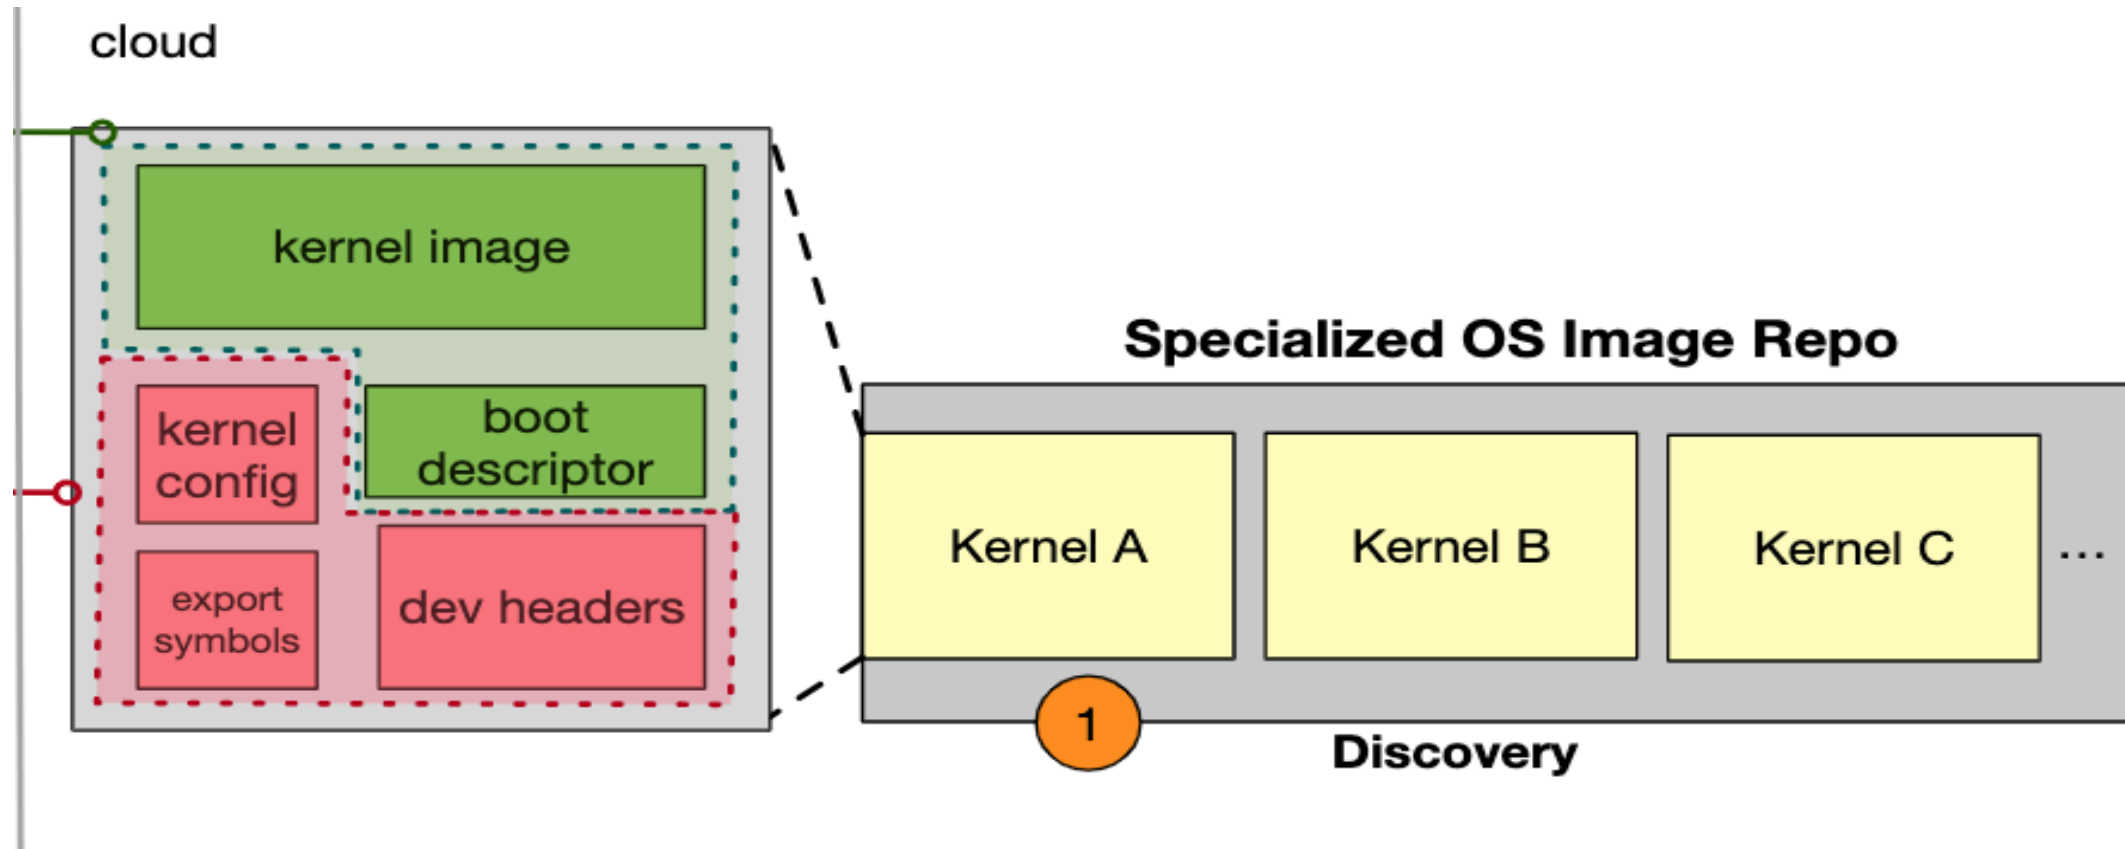 cloud
kernel image
kernel
config
boot
descriptor
export
symbols
dev headers
Specialized OS Image Repo
Kernel A
Kernel B
Kernel C
...
1
Discovery